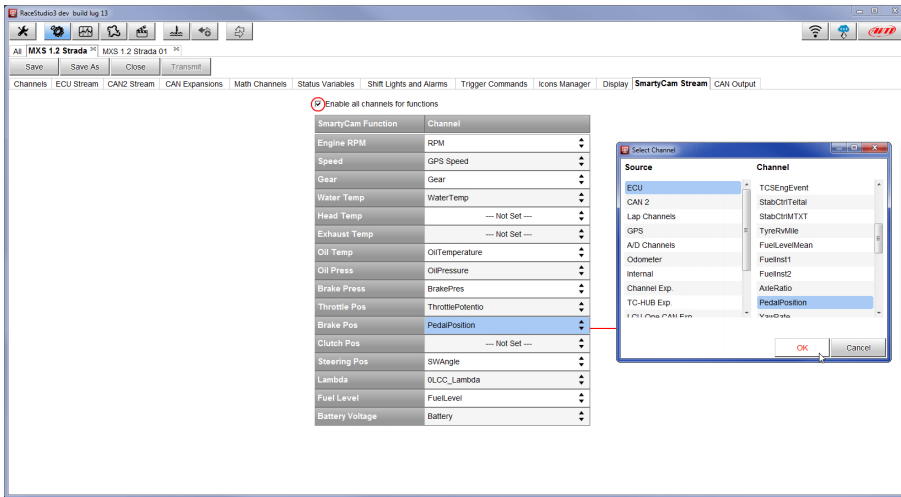 RaceStudio3 dev build lug 13
AiM
All MXS 1.2 Strada MXS 1.2 Strada 01
Save Save As Close Transmit
Channels ECU Stream CAN2 Stream CAN Expansions Math Channels Status Variables Shift Lights and Alarms Trigger Commands Icons Manager Display SmartyCam Stream CAN Output
Enable all channels for functions
SmartyCam Function Channel
Engine RPM RPM
Speed GPS Speed
Gear Gear
Water Temp WaterTemp
Head Temp --- Not Set ---
Exhaust Temp --- Not Set ---
Oil Temp OilTemperature
Oil Press OilPressure
Brake Press BrakePres
Throttle Pos ThrottlePotentio
Brake Pos PedalPosition
Clutch Pos --- Not Set ---
Steering Pos SWAngle
Lambda 0LCC_Lambda
Fuel Level FuelLevel
Battery Voltage Battery
Select Channel
Source Channel
ECU TCSEngEvent
CAN 2 StabCtrlTeltal
Lap Channels StabCtrlMTXT
GPS TyreRvMile
A/D Channels FuelLevelMean
Odometer FuelInst1
Internal FuelInst2
Channel Exp. AxleRatio
TC-HUB Exp. PedalPosition
LCU One CAN Exp YawRate
OK Cancel